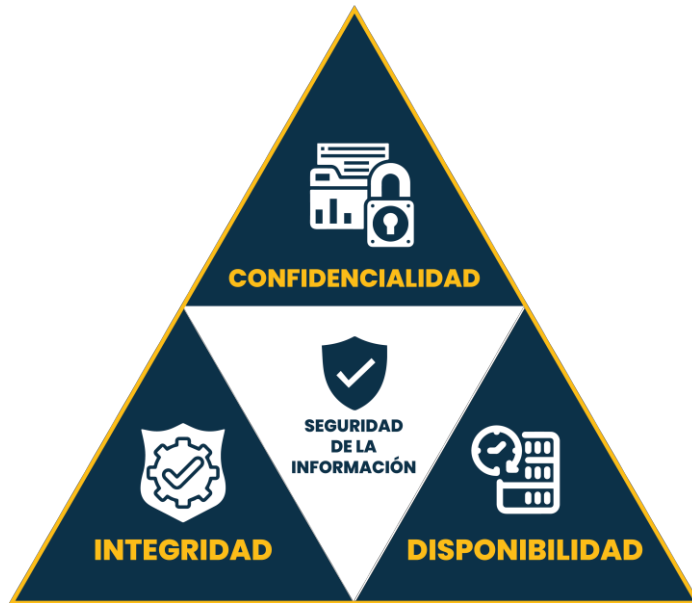 CONFIDENCIALIDAD
SEGURIDAD
DE LA
INFORMACIÓN
INTEGRIDAD
DISPONIBILIDAD